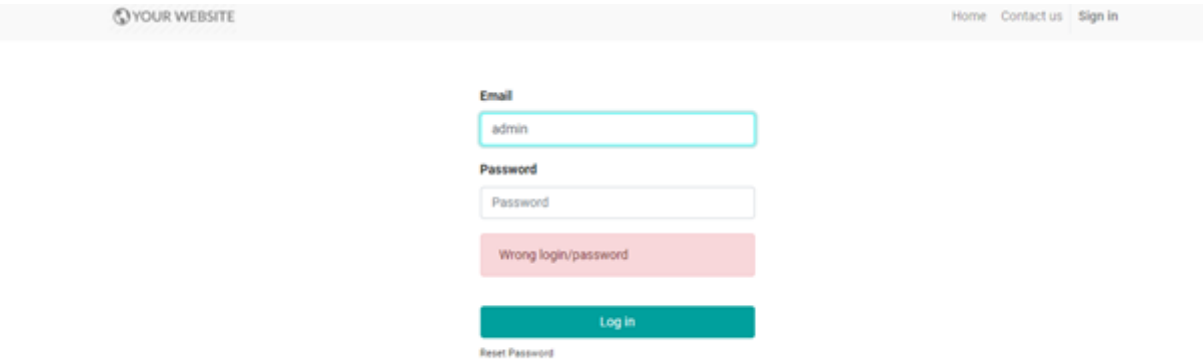 YOUR WEBSITE Home Contact us Sign in
Email
admin
Password
Password
Wrong login/password
Log in
Reset Password